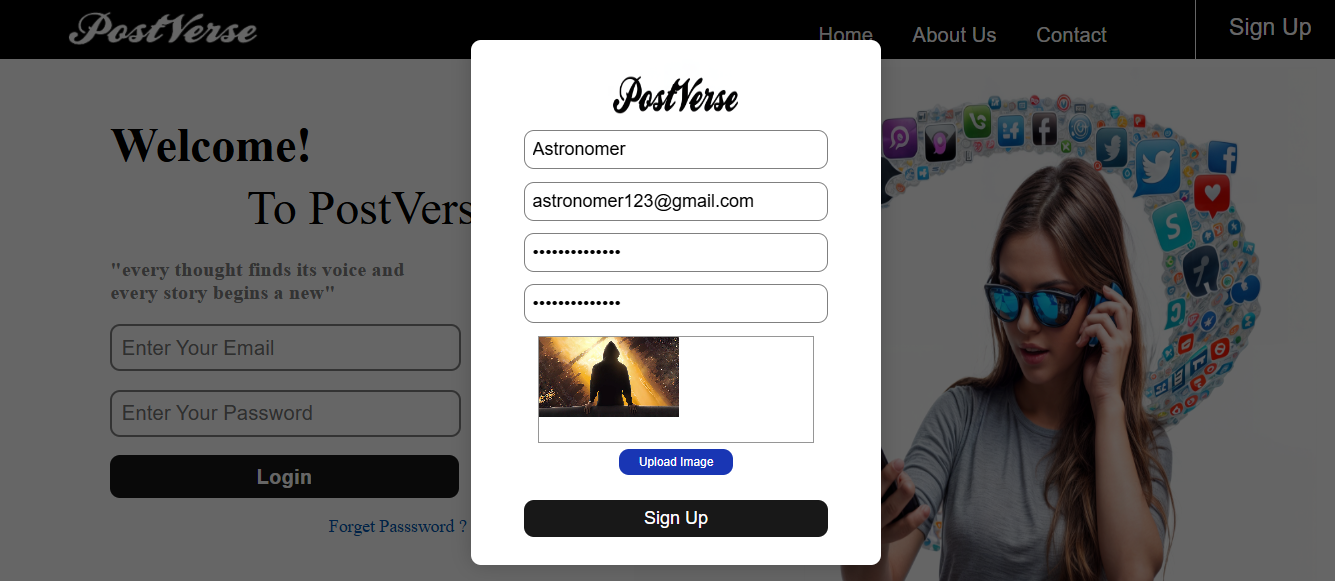 PostVerse
Home About Us Contact Sign Up
Welcome!
To PostVers
"every thought finds its voice and
every story begins a new"
Enter Your Email
Enter Your Password
Login
Forget Passsword ?
PostVerse
Astronomer
astronomer123@gmail.com
••••••••••••••
••••••••••••••
Upload Image
Sign Up